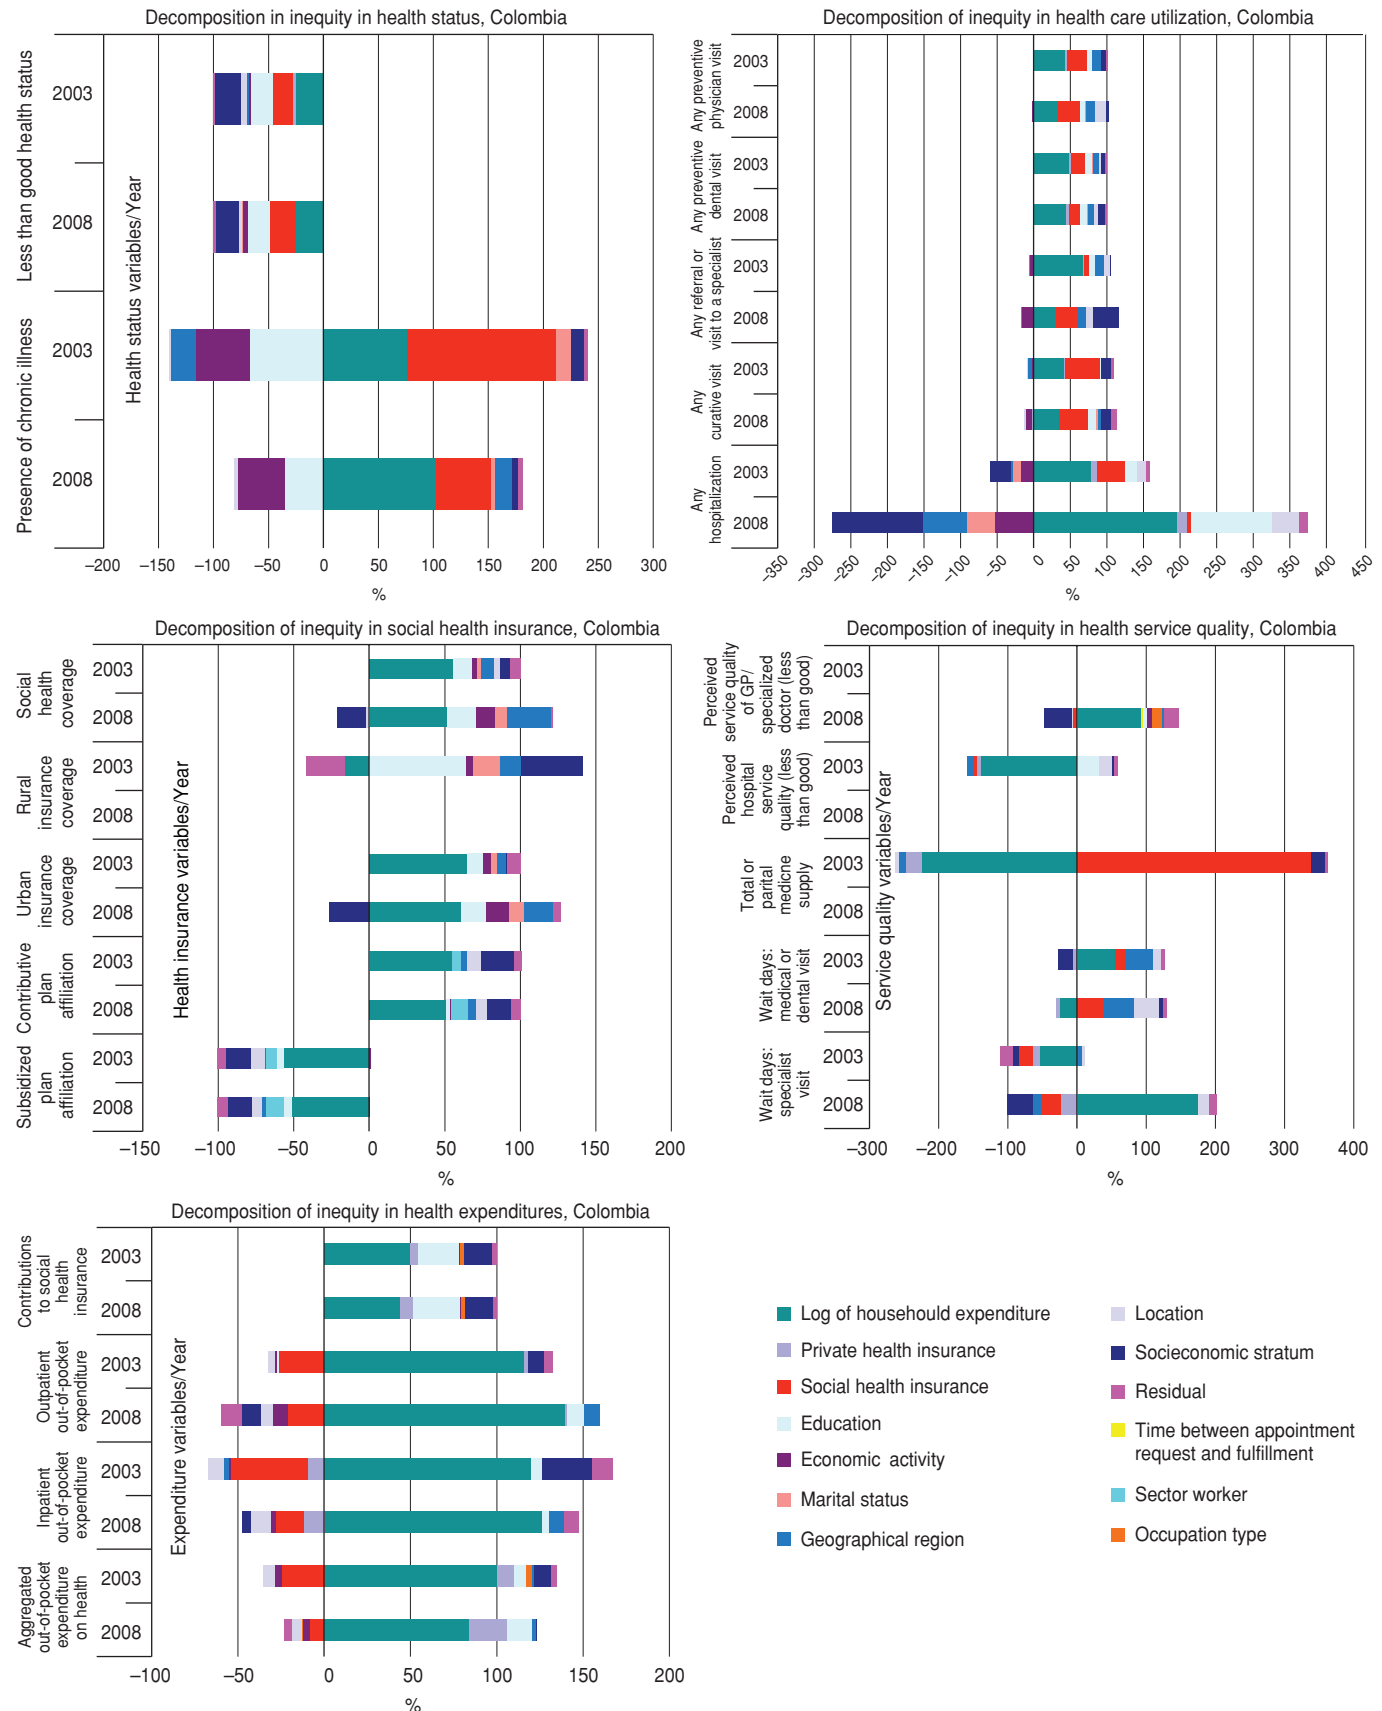 Decomposition in inequity in health status, Colombia
Less than good health status
Presence of chronic illness
2003
2008
2003
2008
Health status variables/Year
–200 –150 –100 –50 0 50 100 150 200 250 300
%
Decomposition of inequity in health care utilization, Colombia
Any preventive
physician visit
Any preventive
dental visit
Any referral or
visit to a specialist
Any
curative visit
Any
hospitalization
2003
2008
2003
2008
2003
2008
2003
2008
2003
2008
–350 –300 –250 –200 –150 –100 –50 0 50 100 150 200 250 300 350 400 450
%
Decomposition of inequity in social health insurance, Colombia
Social
health
coverage
Rural
insurance
coverage
Urban
insurance
coverage
Contributive
plan
affiliation
Subsidized
plan
affiliation
2003
2008
2003
2008
2003
2008
2003
2008
2003
2008
Health insurance variables/Year
–150 –100 –50 0 50 100 150 200
%
Decomposition of inequity in health service quality, Colombia
Perceived
service quality
of GP/
specialized
doctor (less
than good)
Perceived
hospital
service
quality (less
than good)
Total or
parital
medicne
supply
Wait days:
medical or
dental visit
Wait days:
specialist
visit
2003
2008
2003
2008
2003
2008
2003
2008
2003
2008
Service quality variables/Year
–300 –200 –100 0 100 200 300 400
%
Decomposition of inequity in health expenditures, Colombia
Contributions
to social
health
insurance
Outpatient
out-of-pocket
expenditure
Inpatient
out-of-pocket
expenditure
Aggregated
out-of-pocket
expenditure
on health
2003
2008
2003
2008
2003
2008
2003
2008
Expenditure variables/Year
–100 –50 0 50 100 150 200
%
Log of househould expenditure
Private health insurance
Social health insurance
Education
Economic activity
Marital status
Geographical region
Location
Socieconomic stratum
Residual
Time between appointment
request and fulfillment
Sector worker
Occupation type